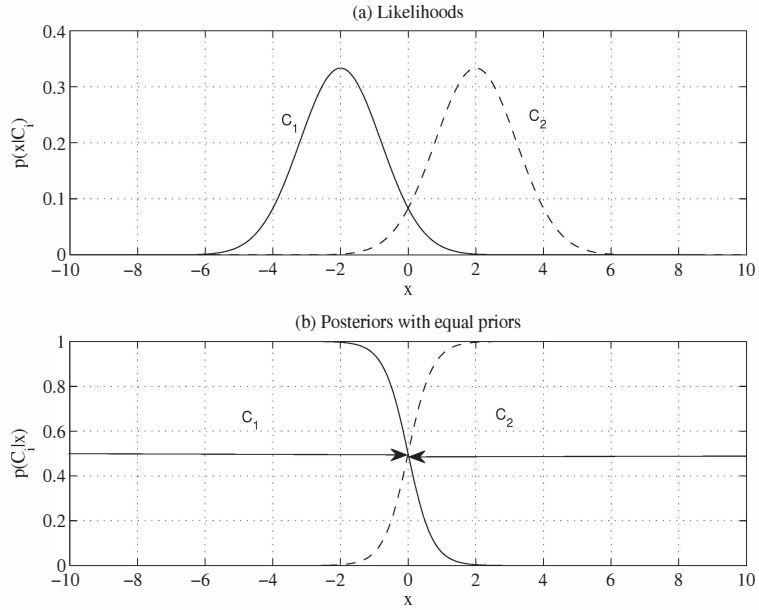 (a) Likelihoods
0.4
0.3
0.2
0.1
0
p(x|C_i)
C_1
C_2
−10 −8 −6 −4 −2 0 2 4 6 8 10
x
(b) Posteriors with equal priors
1
0.8
0.6
0.4
0.2
0
p(C_i|x)
C_1
C_2
−10 −8 −6 −4 −2 0 2 4 6 8 10
x